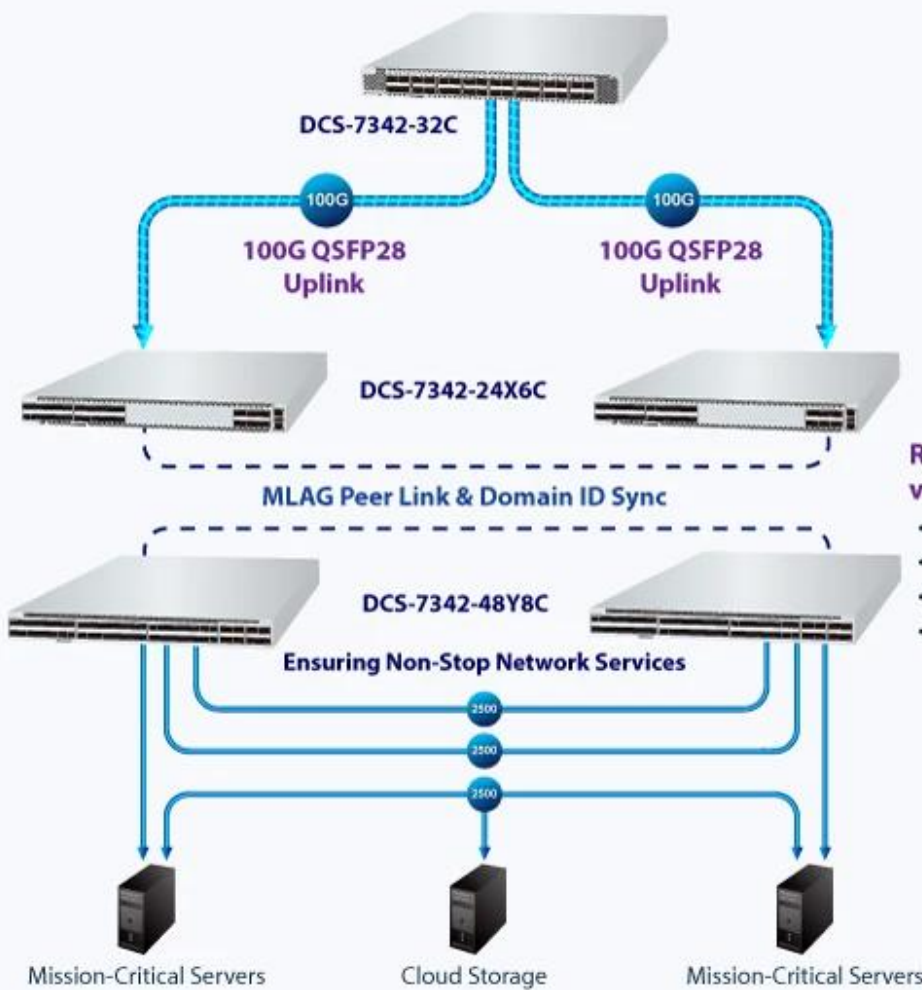 DCS-7342-32C
100G
100G
100G QSFP28
Uplink
100G QSFP28
Uplink
DCS-7342-24X6C
R
MLAG Peer Link & Domain ID Sync
v
DCS-7342-48Y8C
Ensuring Non-Stop Network Services
2500
2500
2500
Mission-Critical Servers
Cloud Storage
Mission-Critical Servers